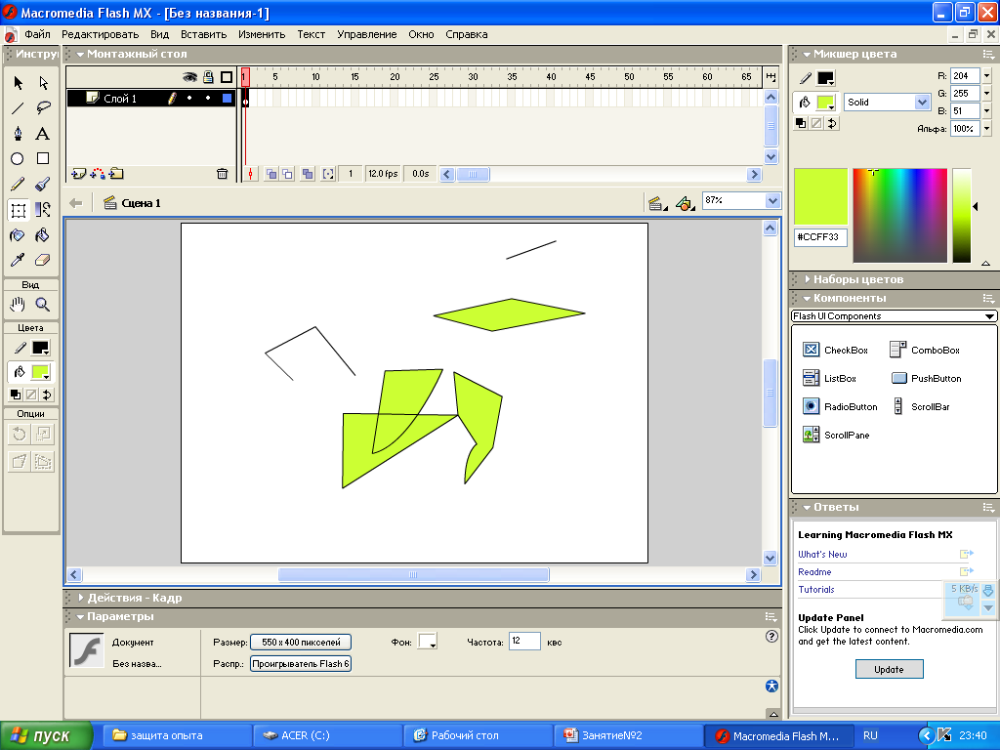 Macromedia Flash MX - [Без названия-1]
Файл Редактировать Вид Вставить Изменить Текст Управление Окно Справка
Инстру
Монтажный стол
1 5 10 15 20 25 30 35 40 45 50 55 60 65
Слой 1
1 12.0 fps 0.0s
Сцена 1
87%
Вид
Цвета
Опции
Действия - Кадр
Параметры
Документ
Без назва...
Размер: 550 x 400 пикселей
Фон:
Частота: 12 квс
Распр.: Проигрыватель Flash 6
Микшер цвета
R: 204
Solid
G: 255
B: 51
Альфа: 100%
#CCFF33
Наборы цветов
Компоненты
Flash UI Components
CheckBox ComboBox
ListBox PushButton
RadioButton ScrollBar
ScrollPane
Ответы
Learning Macromedia Flash MX
What's New
Readme
Tutorials
5 KB/s
Update Panel
Click Update to connect to Macromedia.com
and get the latest content.
Update
пуск защита опыта ACER (C:) Рабочий стол Занятие№2 Macromedia Flash M... RU 23:40